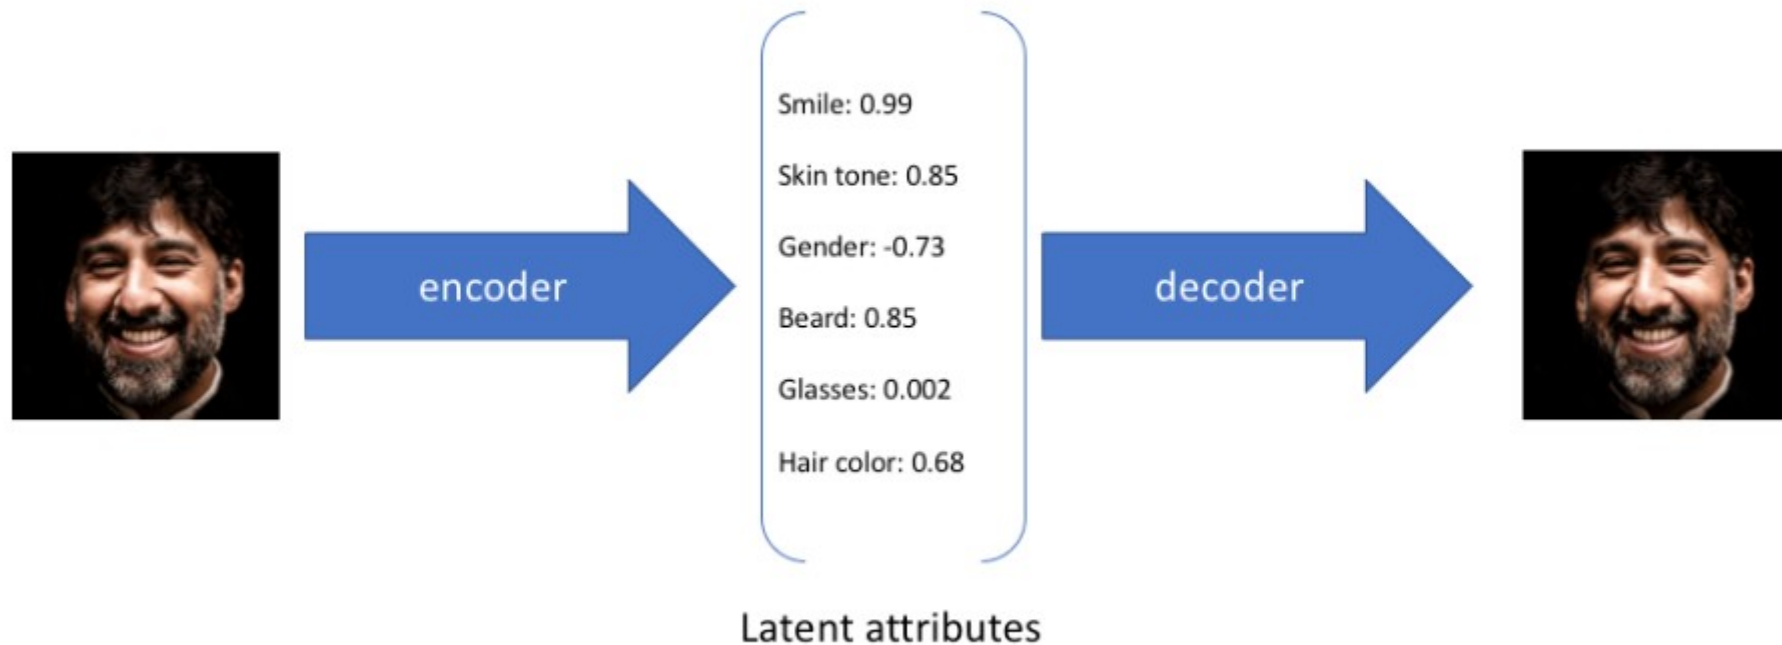 encoder
Smile: 0.99
Skin tone: 0.85
Gender: -0.73
Beard: 0.85
Glasses: 0.002
Hair color: 0.68
decoder
Latent attributes